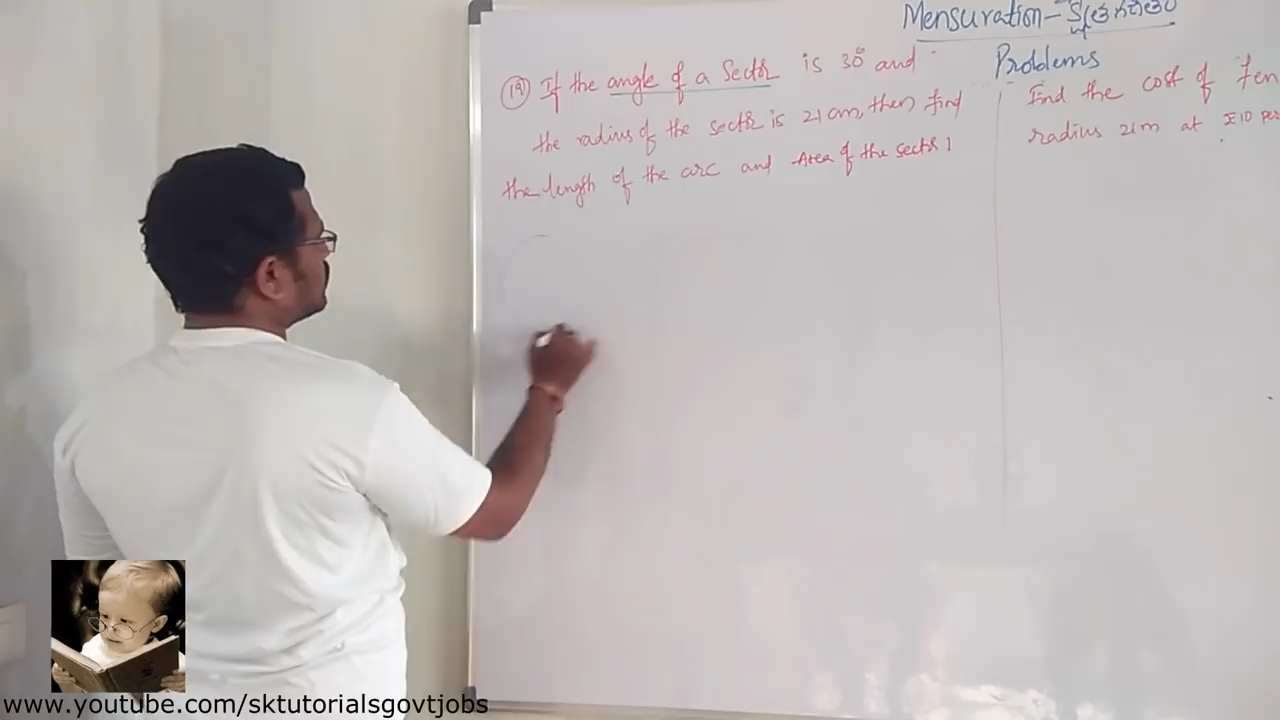 Mensuration -
Problems
19 If the angle of a Sector is 30° and
the radius of the sector is 21 cm, then find
the length of the arc and Area of the sector
Find the cost of fen
radius 21m at ₹10 per
www.youtube.com/sktutorialsgovtjobs